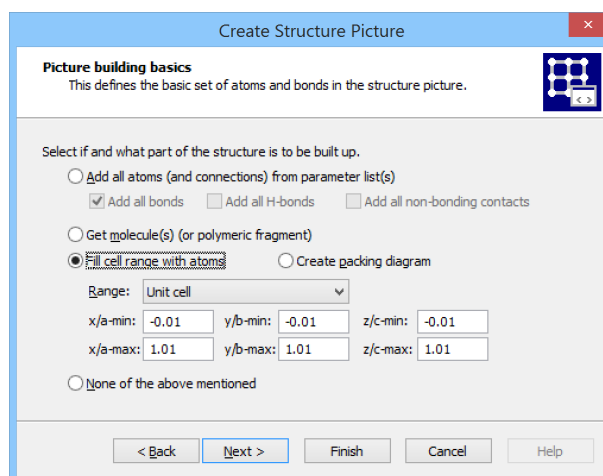 Create Structure Picture
Picture building basics
This defines the basic set of atoms and bonds in the structure picture.
Select if and what part of the structure is to be built up.
Add all atoms (and connections) from parameter list(s)
Add all bonds Add all H-bonds Add all non-bonding contacts
Get molecule(s) (or polymeric fragment)
Fill cell range with atoms Create packing diagram
Range: Unit cell
x/a-min: -0.01 y/b-min: -0.01 z/c-min: -0.01
x/a-max: 1.01 y/b-max: 1.01 z/c-max: 1.01
None of the above mentioned
< Back Next > Finish Cancel Help